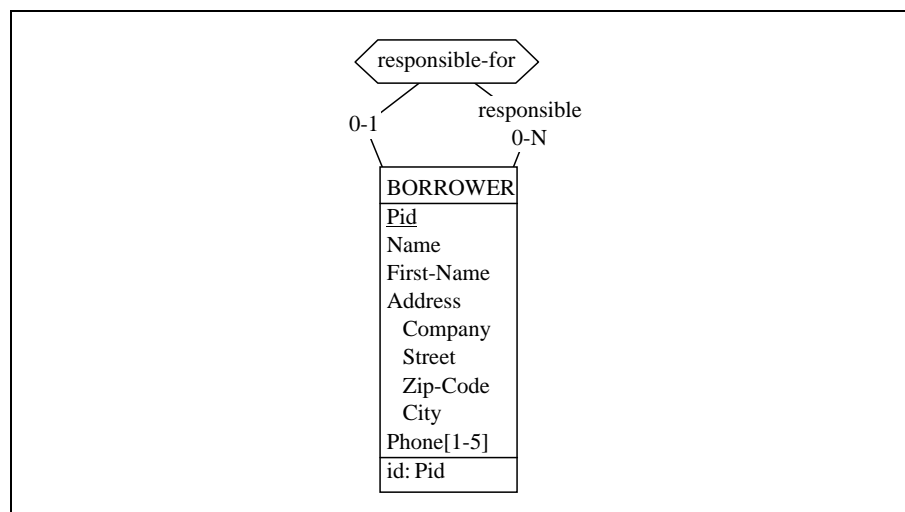 responsible-for
responsible
0-1
0-N
BORROWER
Pid
Name
First-Name
Address
Company
Street
Zip-Code
City
Phone[1-5]
id: Pid